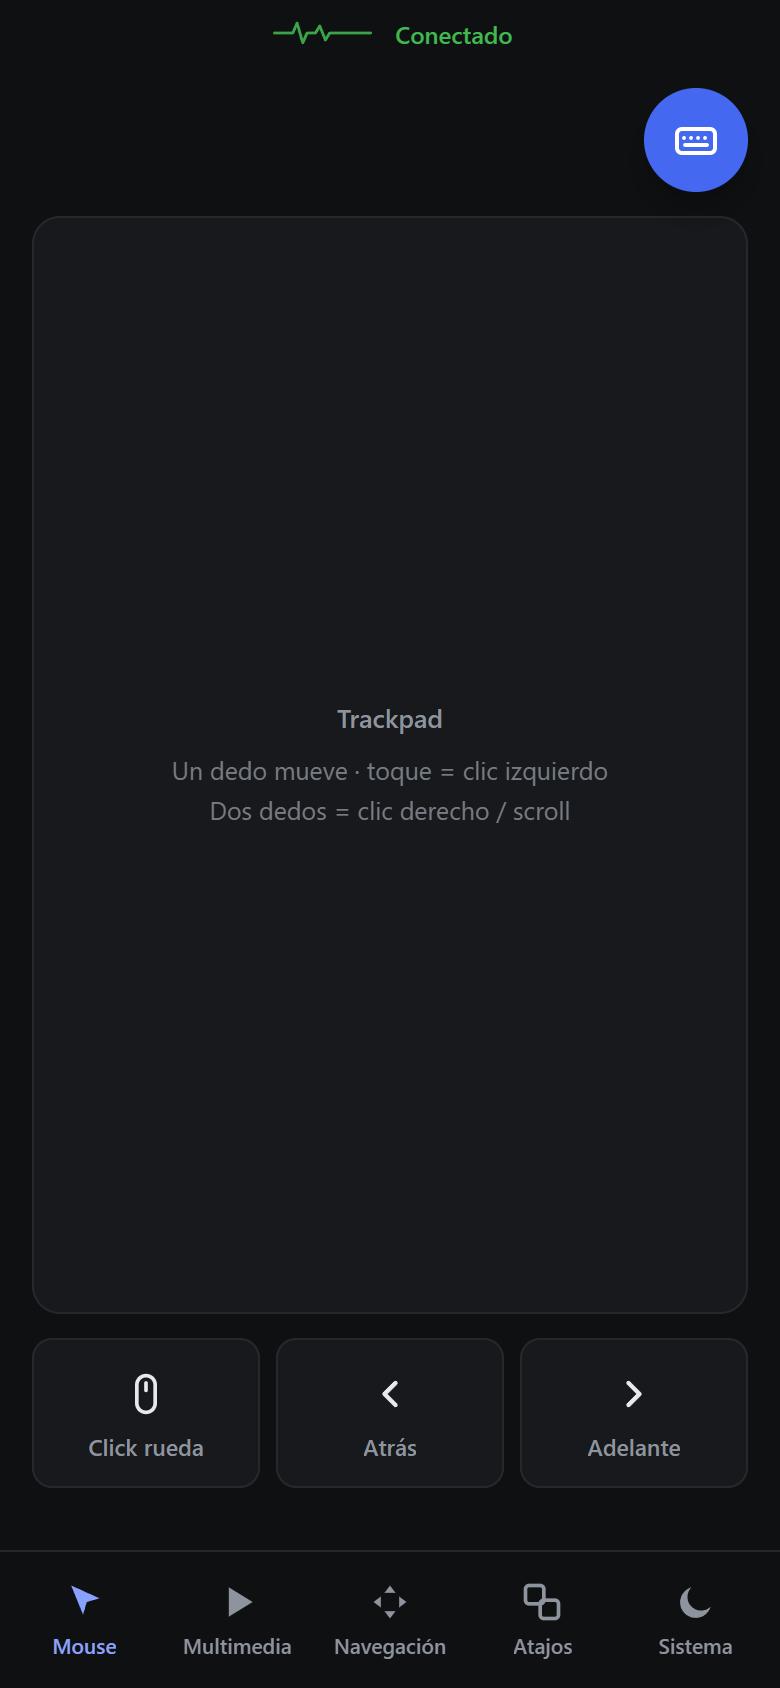 Conectado
Trackpad
Un dedo mueve · toque = clic izquierdo
Dos dedos = clic derecho / scroll
Click rueda
Atrás
Adelante
Mouse
Multimedia
Navegación
Atajos
Sistema